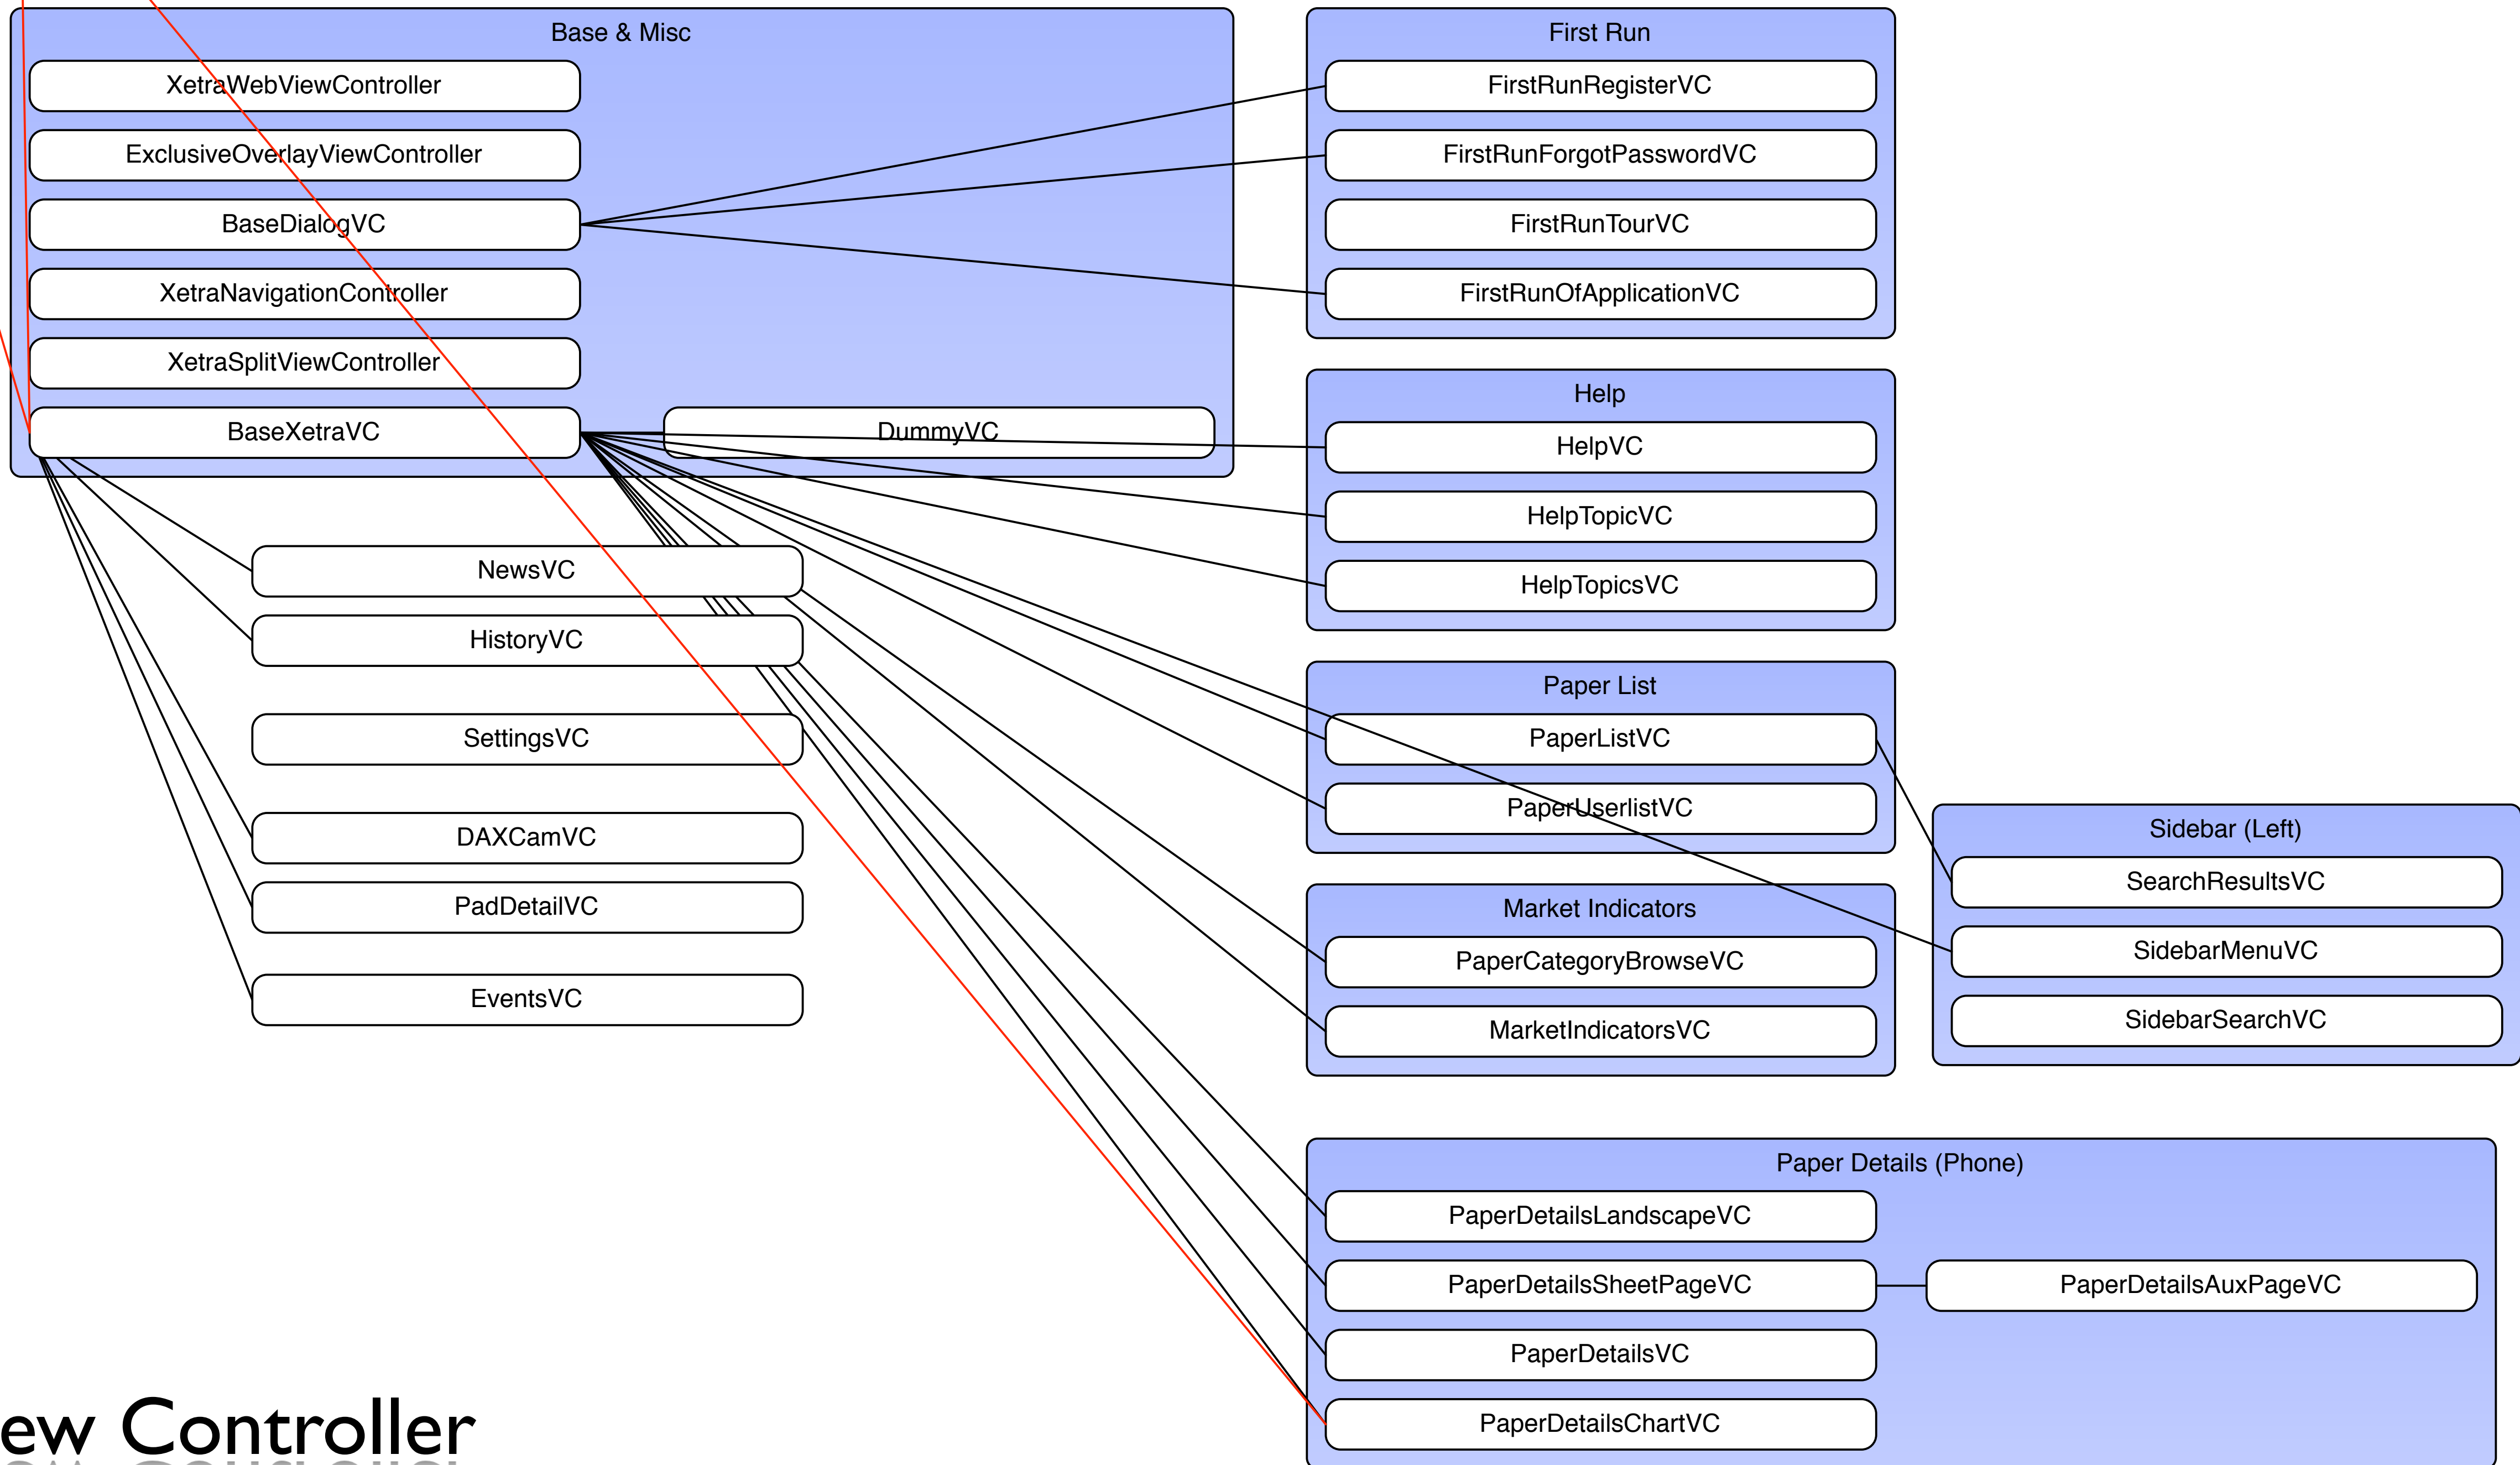 Base & Misc
XetraWebViewController
ExclusiveOverlayViewController
BaseDialogVC
XetraNavigationController
XetraSplitViewController
BaseXetraVC
DummyVC
NewsVC
HistoryVC
SettingsVC
DAXCamVC
PadDetailVC
EventsVC
First Run
FirstRunRegisterVC
FirstRunForgotPasswordVC
FirstRunTourVC
FirstRunOfApplicationVC
Help
HelpVC
HelpTopicVC
HelpTopicsVC
Paper List
PaperListVC
PaperUserlistVC
Market Indicators
PaperCategoryBrowseVC
MarketIndicatorsVC
Sidebar (Left)
SearchResultsVC
SidebarMenuVC
SidebarSearchVC
Paper Details (Phone)
PaperDetailsLandscapeVC
PaperDetailsSheetPageVC
PaperDetailsAuxPageVC
PaperDetailsVC
PaperDetailsChartVC
ew Controller